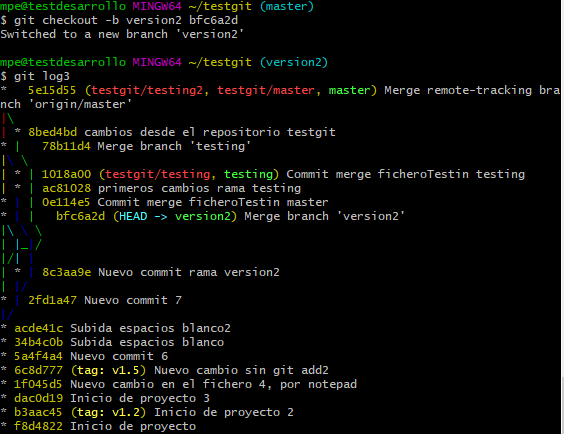 mpe@testdesarrollo MINGW64 ~/testgit (master)
$ git checkout -b version2 bfc6a2d
Switched to a new branch 'version2'
mpe@testdesarrollo MINGW64 ~/testgit (version2)
$ git log3
*   5e15d55 (testgit/testing2, testgit/master, master) Merge remote-tracking bra
nch 'origin/master'
|\
| * 8bed4bd cambios desde el repositorio testgit
* |   78b11d4 Merge branch 'testing'
|\ \
| * | 1018a00 (testgit/testing, testing) Commit merge ficheroTestin testing
| * | ac81028 primeros cambios rama testing
* | | 0e114e5 Commit merge ficheroTestin master
* | |   bfc6a2d (HEAD -> version2) Merge branch 'version2'
|\ \ \
| |_|/
|/| |
| * | 8c3aa9e Nuevo commit rama version2
| |/
* | 2fd1a47 Nuevo commit 7
|/
* acde41c Subida espacios blanco2
* 34b4c0b Subida espacios blanco
* 5a4f4a4 Nuevo commit 6
* 6c8d777 (tag: v1.5) Nuevo cambio sin git add2
* 1f045d5 Nuevo cambio en el fichero 4, por notepad
* dac0d19 Inicio de proyecto 3
* b3aac45 (tag: v1.2) Inicio de proyecto 2
* f8d4822 Inicio de proyecto